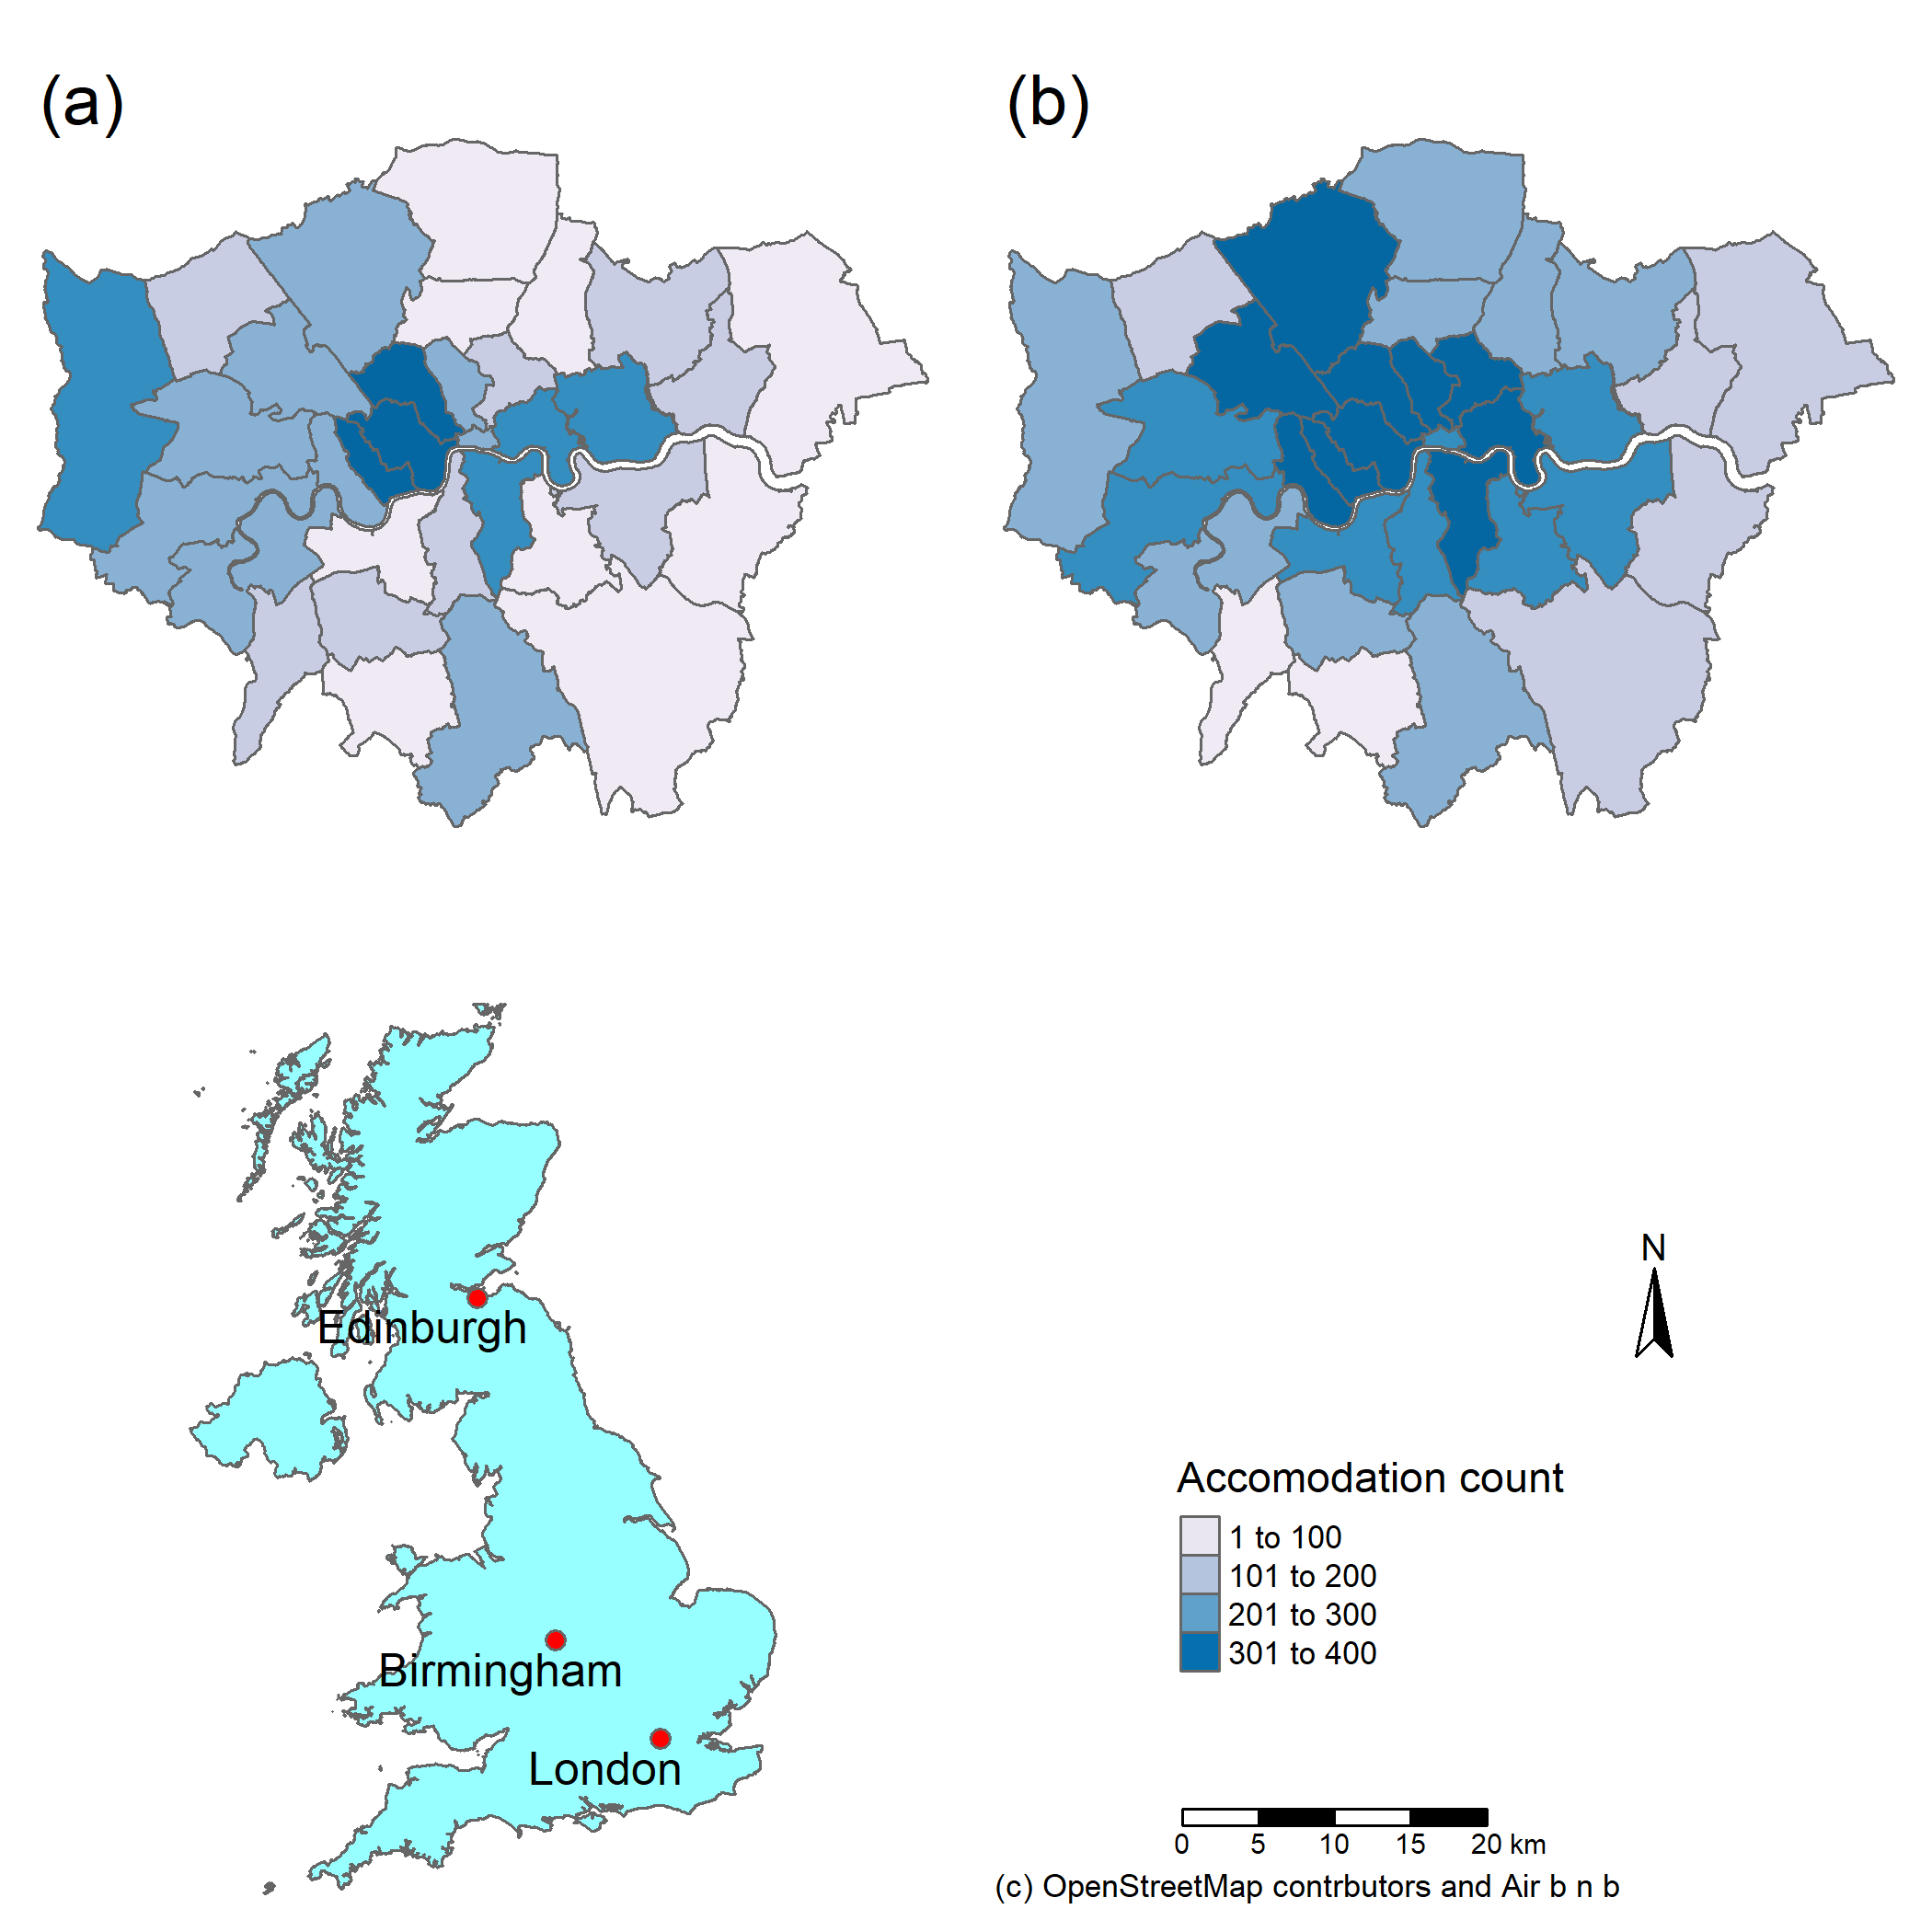 (a)
(b)
Edinburgh
Birmingham
London
N
Accomodation count
1 to 100
101 to 200
201 to 300
301 to 400
0 5 10 15 20 km
(c) OpenStreetMap contrbutors and Air b n b